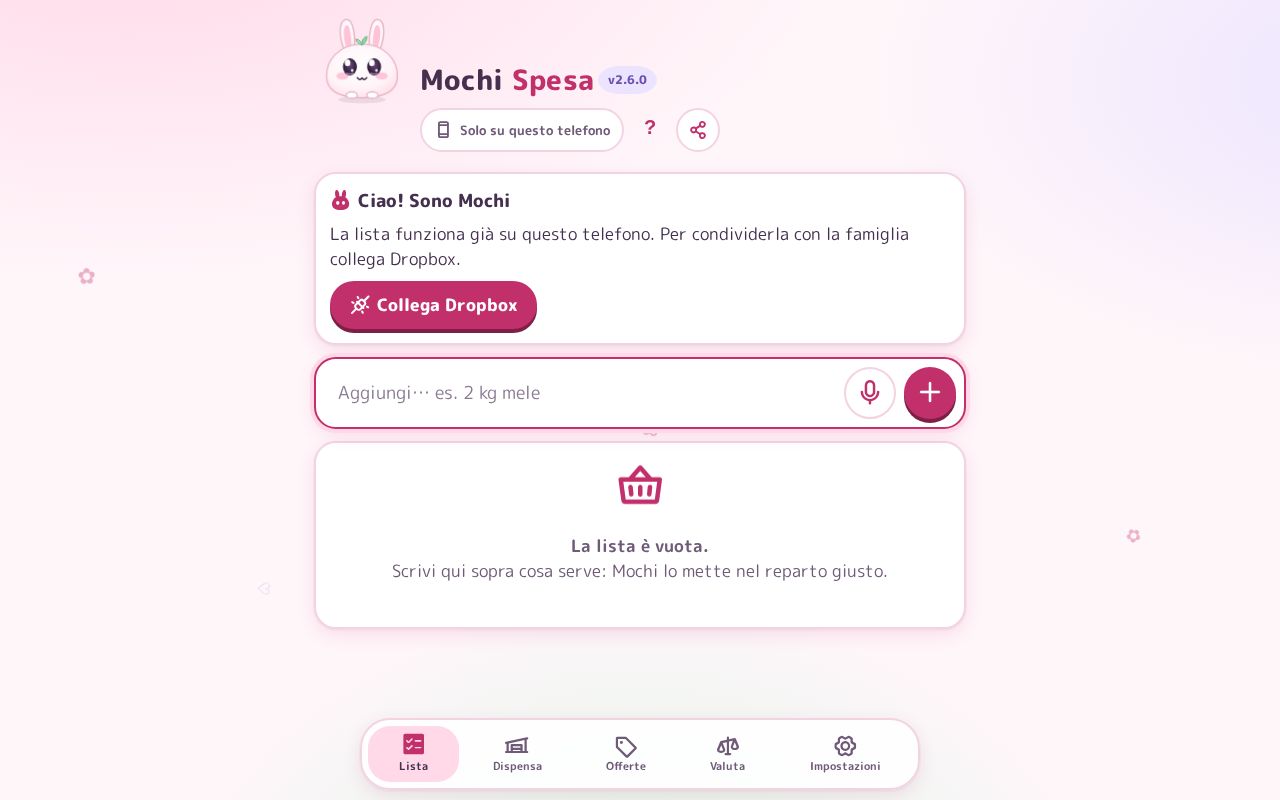 Mochi Spesa v2.6.0
Solo su questo telefono ?
Ciao! Sono Mochi
La lista funziona già su questo telefono. Per condividerla con la famiglia
collega Dropbox.
Collega Dropbox
Aggiungi… es. 2 kg mele
La lista è vuota.
Scrivi qui sopra cosa serve: Mochi lo mette nel reparto giusto.
Lista Dispensa Offerte Valuta Impostazioni